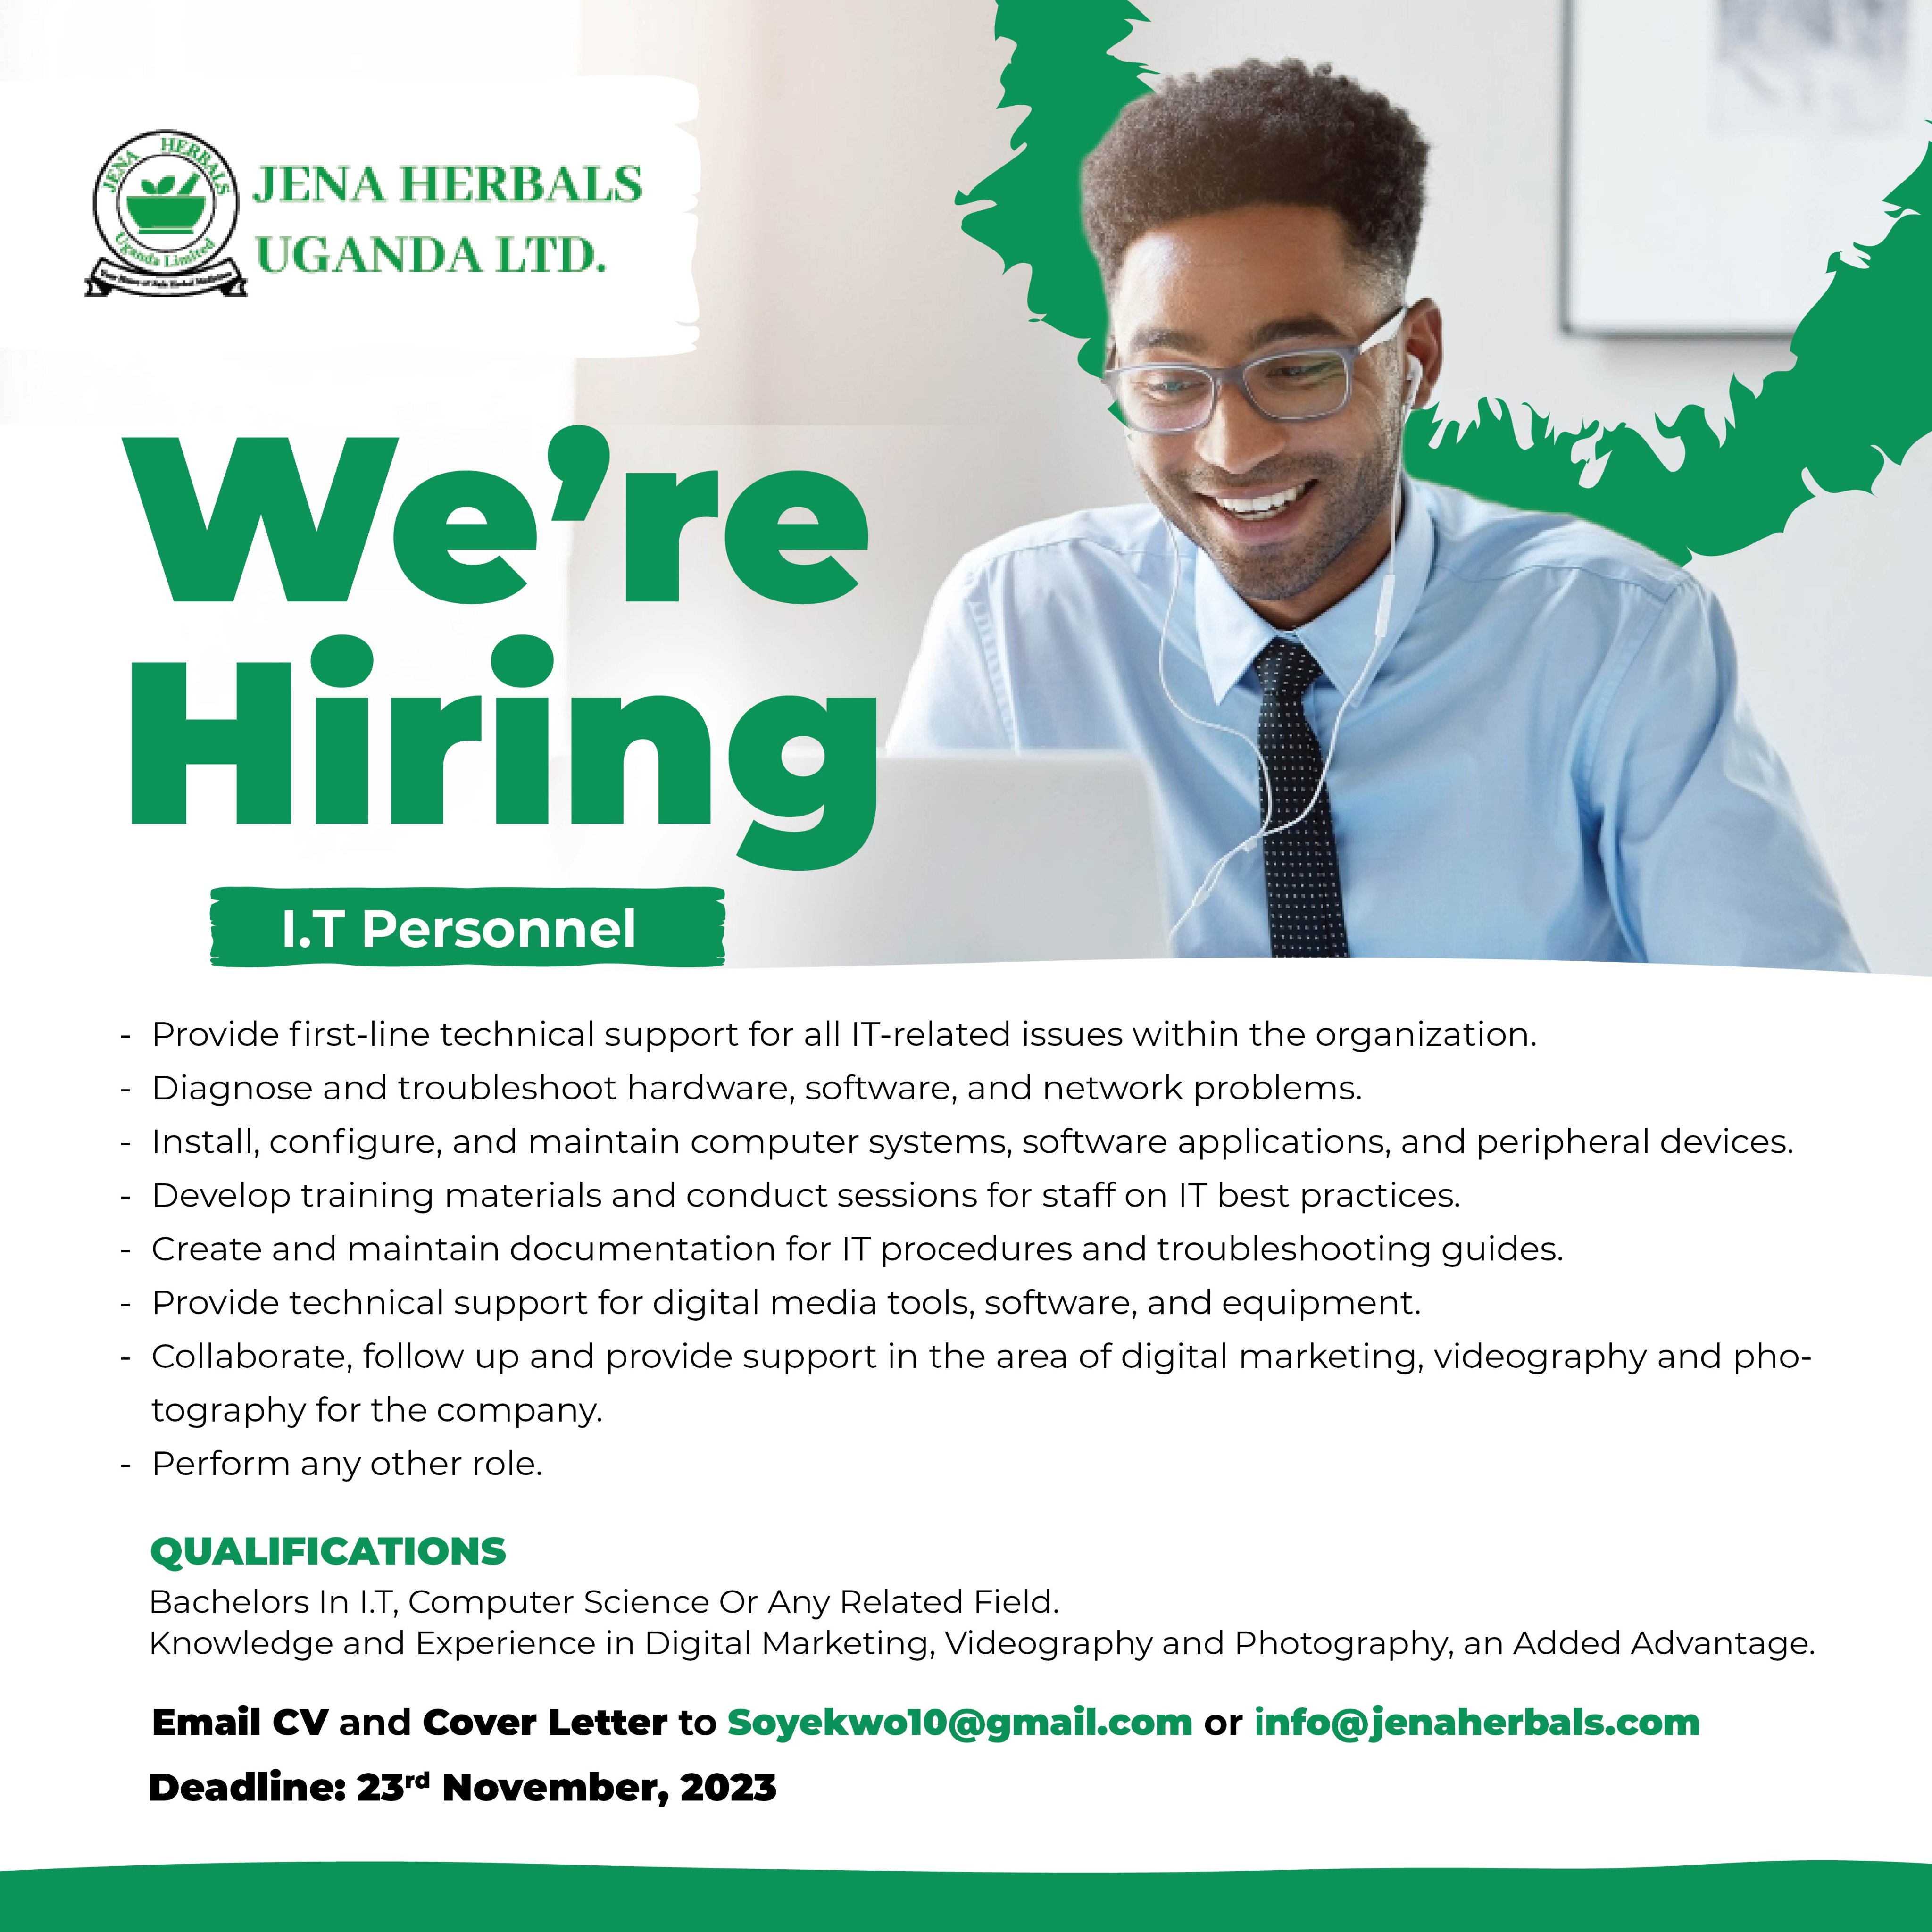 JENA HERBALS
Uganda Limited
JENA HERBALS
UGANDA LTD.
We're
Hiring
I.T Personnel
- Provide first-line technical support for all IT-related issues within the organization.
- Diagnose and troubleshoot hardware, software, and network problems.
- Install, configure, and maintain computer systems, software applications, and peripheral devices.
- Develop training materials and conduct sessions for staff on IT best practices.
- Create and maintain documentation for IT procedures and troubleshooting guides.
- Provide technical support for digital media tools, software, and equipment.
- Collaborate, follow up and provide support in the area of digital marketing, videography and pho-
tography for the company.
- Perform any other role.
QUALIFICATIONS
Bachelors In I.T, Computer Science Or Any Related Field.
Knowledge and Experience in Digital Marketing, Videography and Photography, an Added Advantage.
Email CV and Cover Letter to Soyekwo10@gmail.com or info@jenaherbals.com
Deadline: 23rd November, 2023